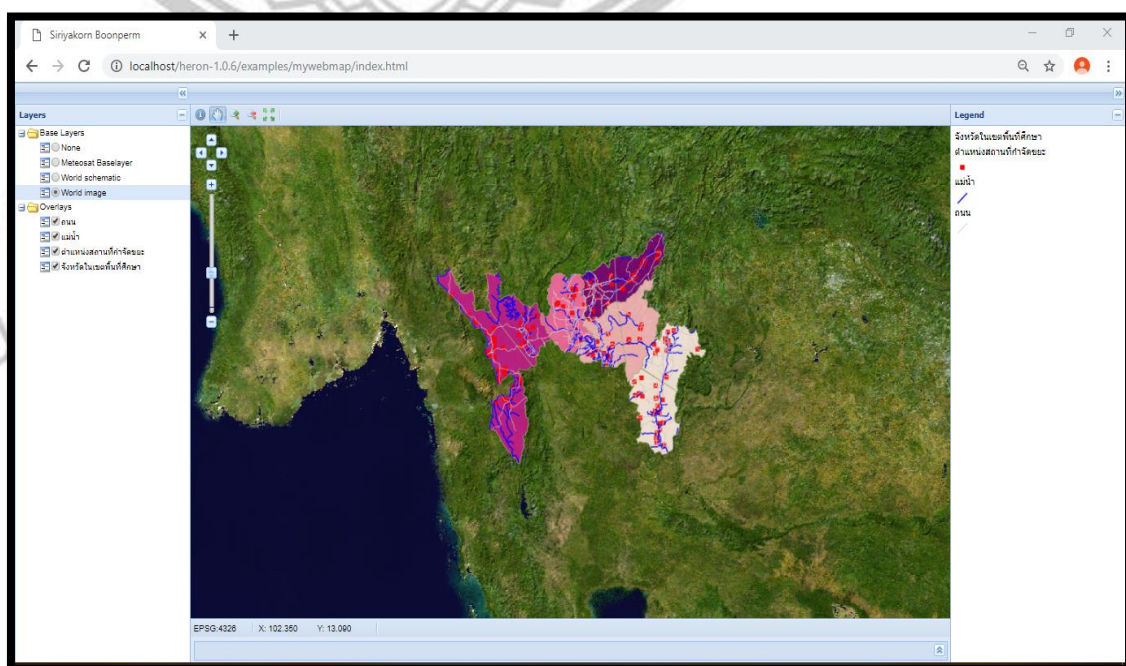 Siriyakorn Boonperm
localhost/heron-1.0.6/examples/mywebmap/index.html
Layers
Base Layers
None
Meteosat Baselayer
World schematic
World image
Overlays
ถนน
แม่น้ำ
ตำแหน่งสถานที่กำจัดขยะ
จังหวัดในเขตพื้นที่ศึกษา
Legend
จังหวัดในเขตพื้นที่ศึกษา
ตำแหน่งสถานที่กำจัดขยะ
แม่น้ำ
ถนน
EPSG:4326 X: 102.350 Y: 13.090